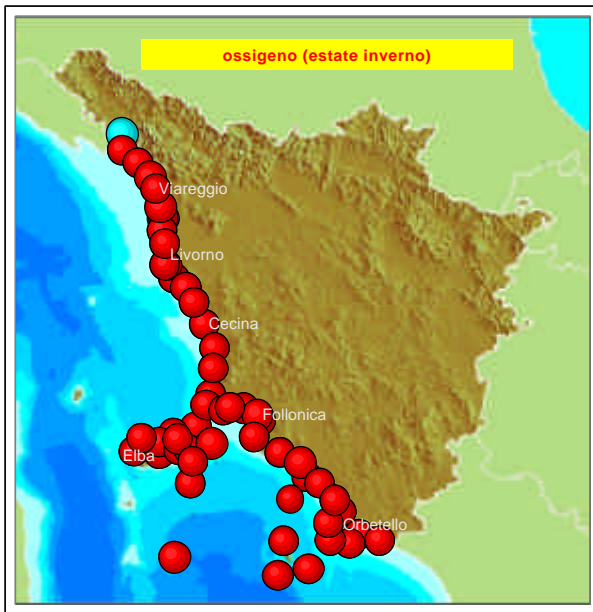 ossigeno (estate inverno)
Viareggio
Livorno
Cecina
Follonica
Elba
Orbetello